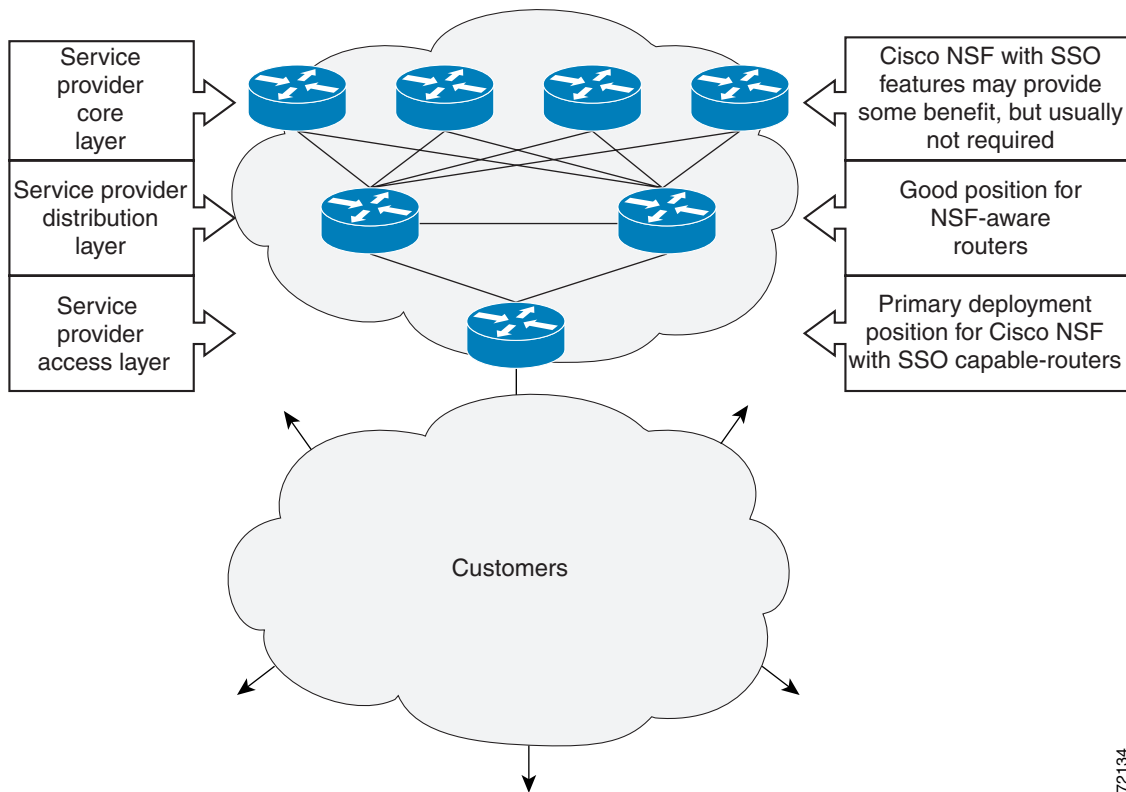 Service
provider
core
layer
Cisco NSF with SSO
features may provide
some benefit, but usually
not required
Service provider
distribution
layer
Good position for
NSF-aware
routers
Service
provider
access layer
Primary deployment
position for Cisco NSF
with SSO capable-routers
Customers
72134